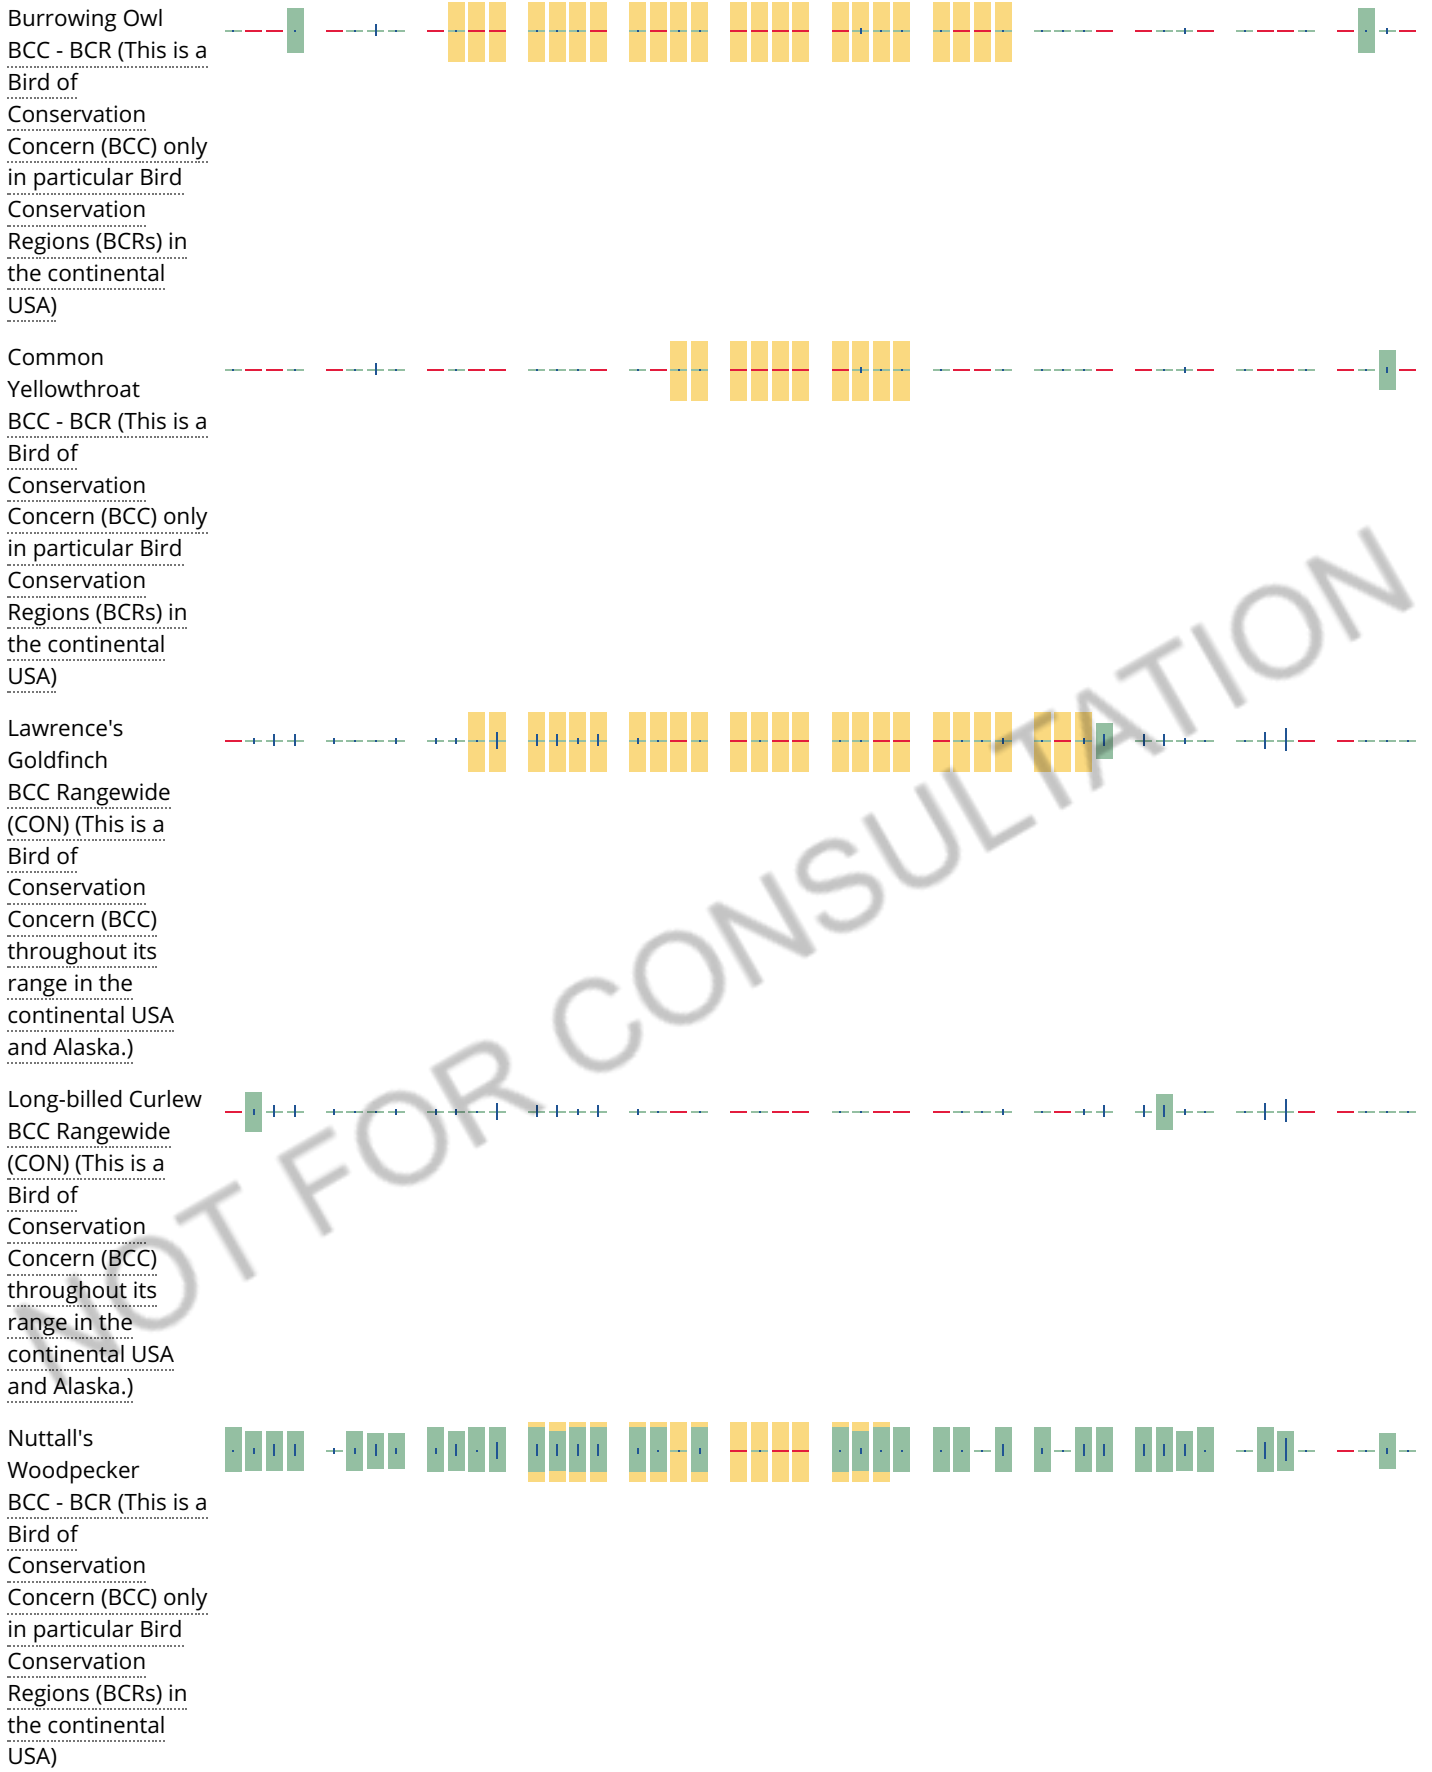 Burrowing Owl
BCC - BCR (This is a
Bird of
Conservation
Concern (BCC) only
in particular Bird
Conservation
Regions (BCRs) in
the continental
USA)
Common
Yellowthroat
BCC - BCR (This is a
Bird of
Conservation
Concern (BCC) only
in particular Bird
Conservation
Regions (BCRs) in
the continental
USA)
Lawrence's
Goldfinch
BCC Rangewide
(CON) (This is a
Bird of
Conservation
Concern (BCC)
throughout its
range in the
continental USA
and Alaska.)
Long-billed Curlew
BCC Rangewide
(CON) (This is a
Bird of
Conservation
Concern (BCC)
throughout its
range in the
continental USA
and Alaska.)
Nuttall's
Woodpecker
BCC - BCR (This is a
Bird of
Conservation
Concern (BCC) only
in particular Bird
Conservation
Regions (BCRs) in
the continental
USA)
NOT FOR CONSULTATION